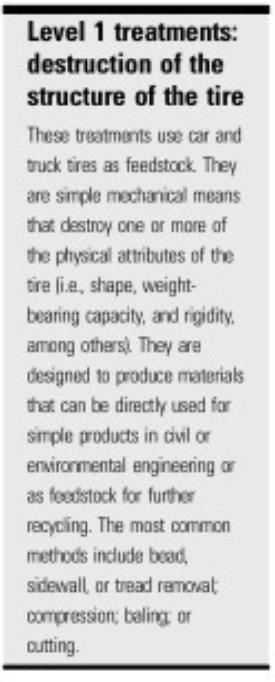 Level 1 treatments:
destruction of the
structure of the tire
These treatments use car and
truck tires as feedstock. They
are simple mechanical means
that destroy one or more of
the physical attributes of the
tire (i.e., shape, weight-
bearing capacity, and rigidity,
among others). They are
designed to produce materials
that can be directly used for
simple products in civil or
environmental engineering or
as feedstock for further
recycling. The most common
methods include bead,
sidewall, or tread removal;
compression; baling; or
cutting.